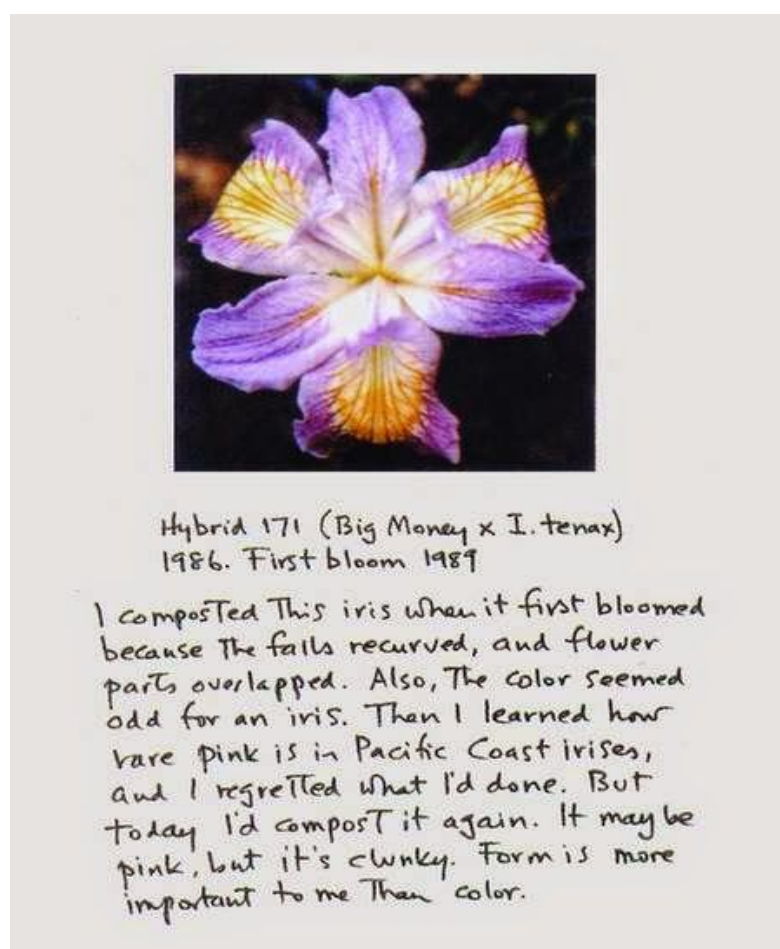 Hybrid 171 (Big Money x I. tenax)
1986. First bloom 1989
I composted this iris when it first bloomed
because the falls recurved, and flower
parts overlapped. Also, the color seemed
odd for an iris. Then I learned how
rare pink is in Pacific Coast irises,
and I regretted what I'd done. But
today I'd compost it again. It may be
pink, but it's clunky. Form is more
important to me than color.